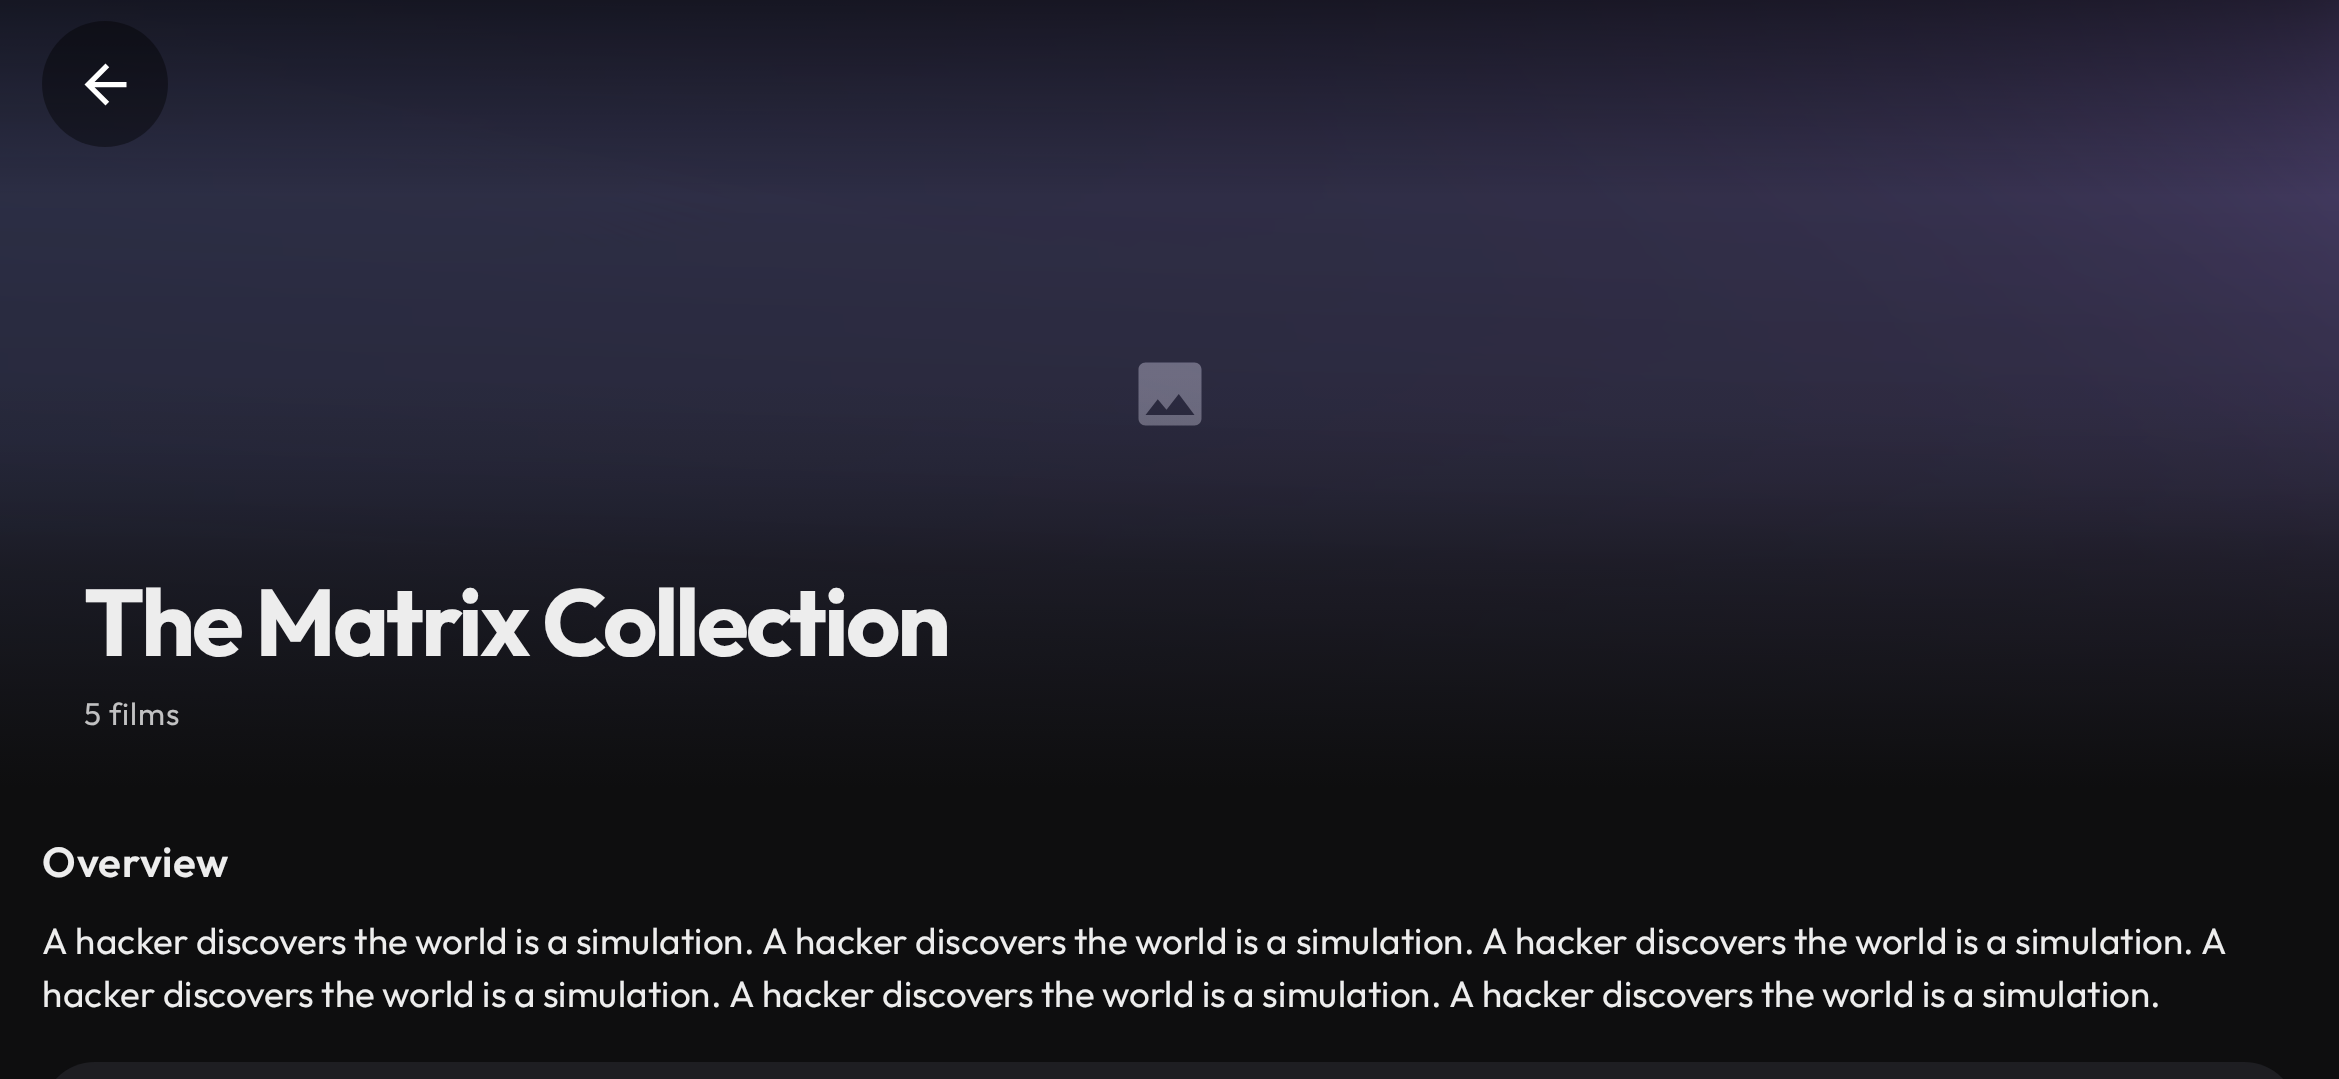 The Matrix Collection
5 films
Overview
A hacker discovers the world is a simulation. A hacker discovers the world is a simulation. A hacker discovers the world is a simulation. A
hacker discovers the world is a simulation. A hacker discovers the world is a simulation. A hacker discovers the world is a simulation.